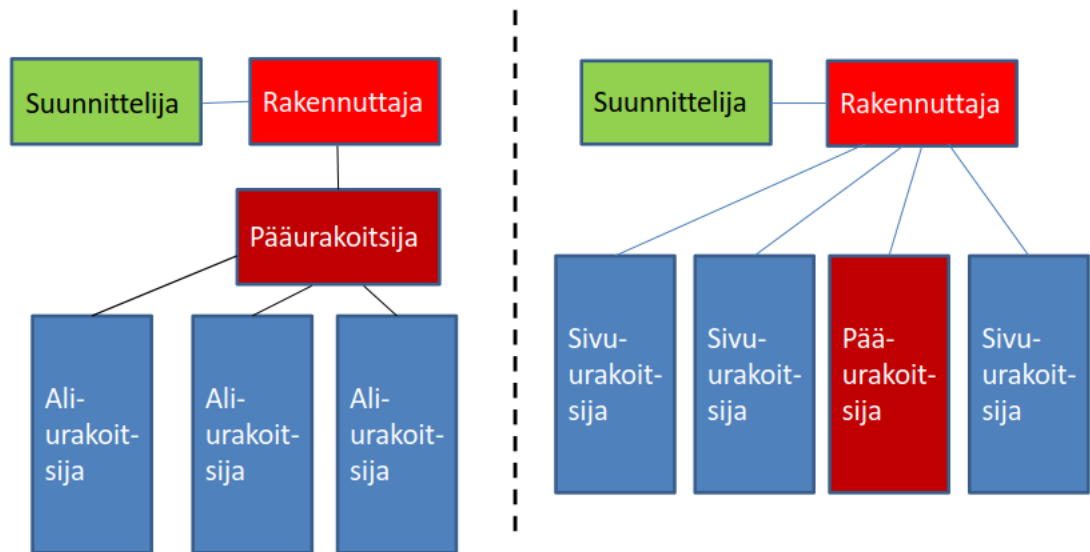 Suunnittelija
Rakennuttaja
Pääurakoitsija
Ali-
urakoit-
sija
Ali-
urakoit-
sija
Ali-
urakoit-
sija
Suunnittelija
Rakennuttaja
Sivu-
urakoit-
sija
Sivu-
urakoit-
sija
Pää-
urakoit-
sija
Sivu-
urakoit-
sija